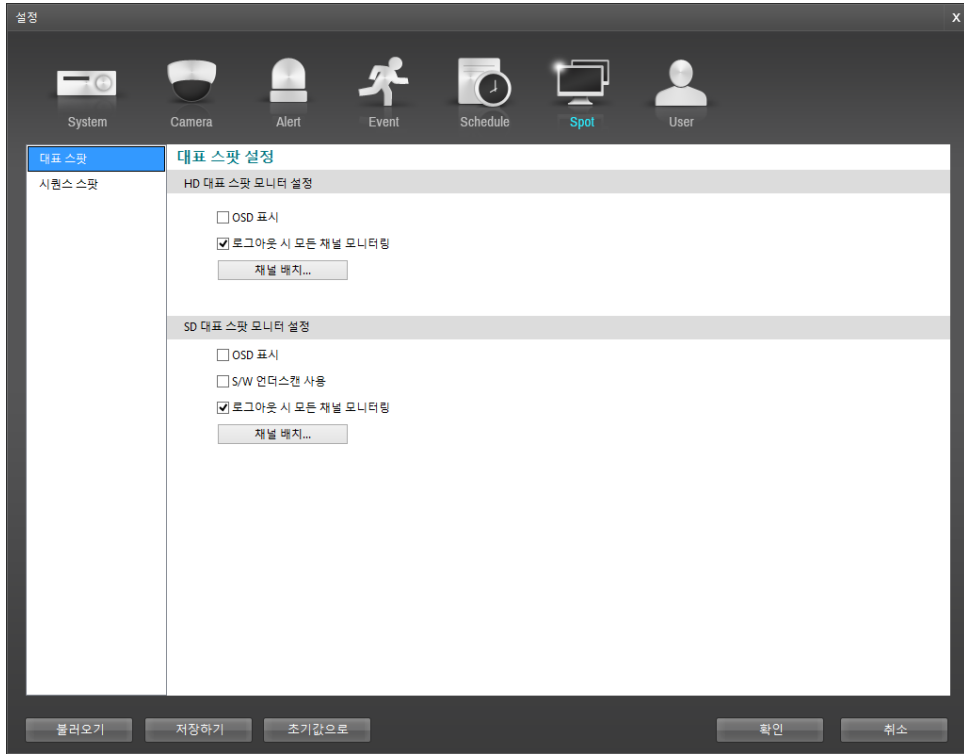 설정 X
System Camera Alert Event Schedule Spot User
대표 스팟
시퀀스 스팟
대표 스팟 설정
HD 대표 스팟 모니터 설정
OSD 표시
로그아웃 시 모든 채널 모니터링
채널 배치...
SD 대표 스팟 모니터 설정
OSD 표시
S/W 언더스캔 사용
로그아웃 시 모든 채널 모니터링
채널 배치...
불러오기 저장하기 초기값으로 확인 취소